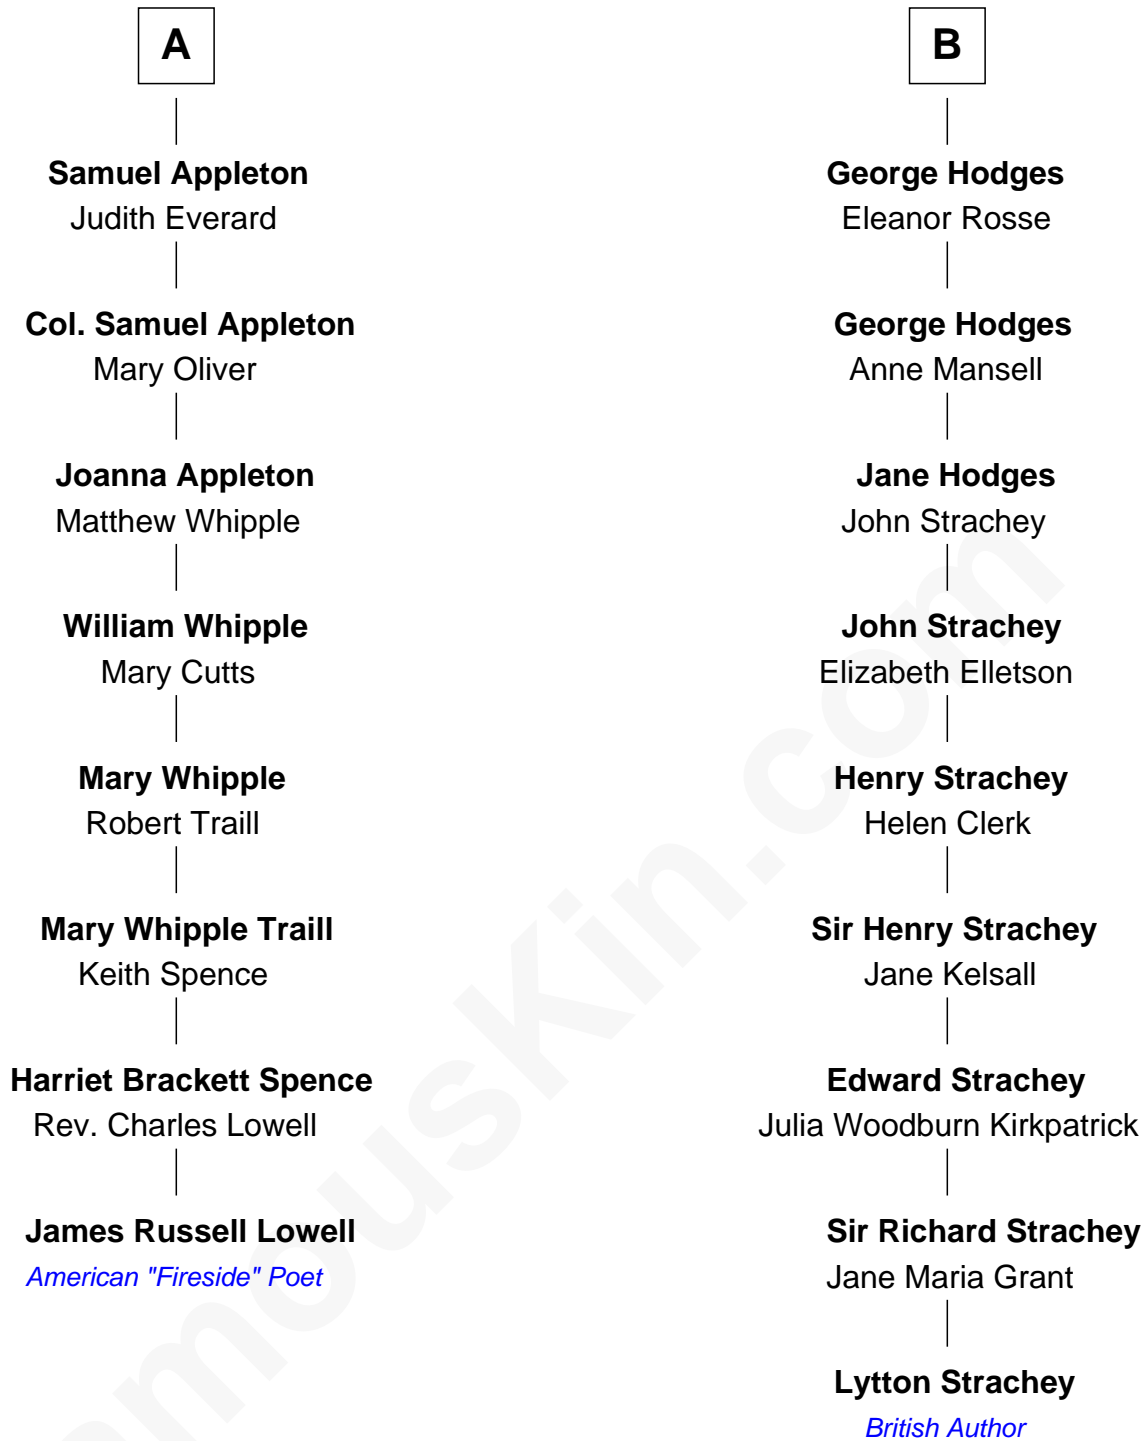 A
Samuel Appleton
Judith Everard
Col. Samuel Appleton
Mary Oliver
Joanna Appleton
Matthew Whipple
William Whipple
Mary Cutts
Mary Whipple
Robert Traill
Mary Whipple Traill
Keith Spence
Harriet Brackett Spence
Rev. Charles Lowell
James Russell Lowell
American "Fireside" Poet
B
George Hodges
Eleanor Rosse
George Hodges
Anne Mansell
Jane Hodges
John Strachey
John Strachey
Elizabeth Elletson
Henry Strachey
Helen Clerk
Sir Henry Strachey
Jane Kelsall
Edward Strachey
Julia Woodburn Kirkpatrick
Sir Richard Strachey
Jane Maria Grant
Lytton Strachey
British Author
amouskin.com